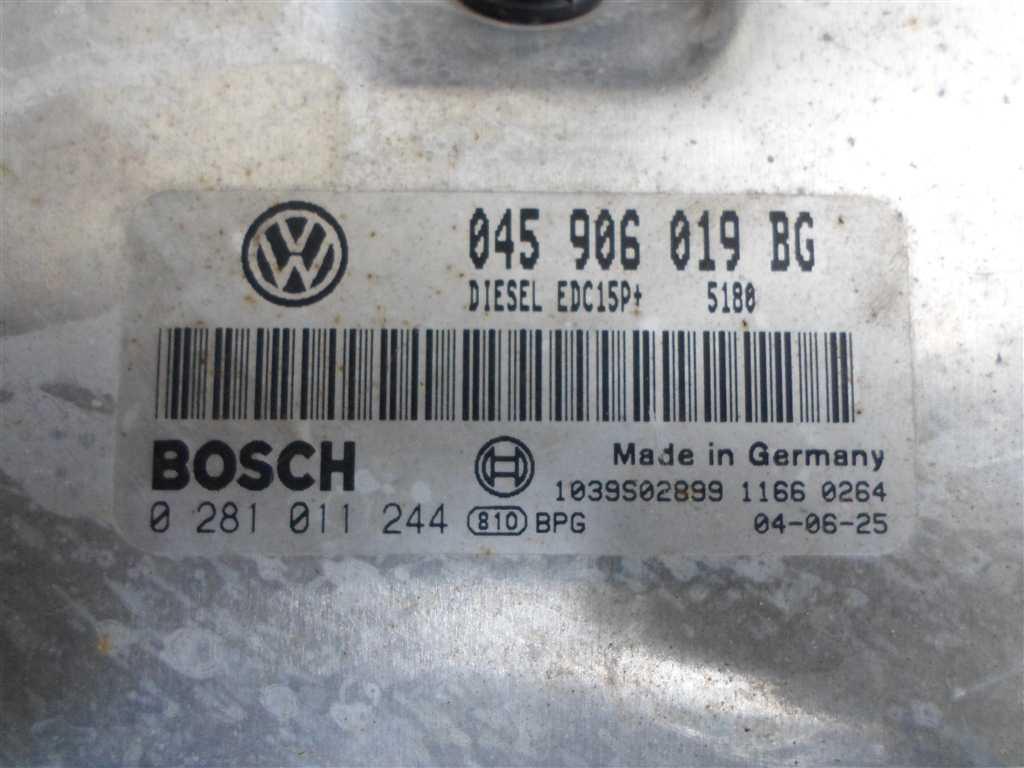 045 906 019 BG
DIESEL EDC15P+ 5180
BOSCH
Made in Germany
1039S02899 1166 0264
0 281 011 244 810 BPG 04-06-25